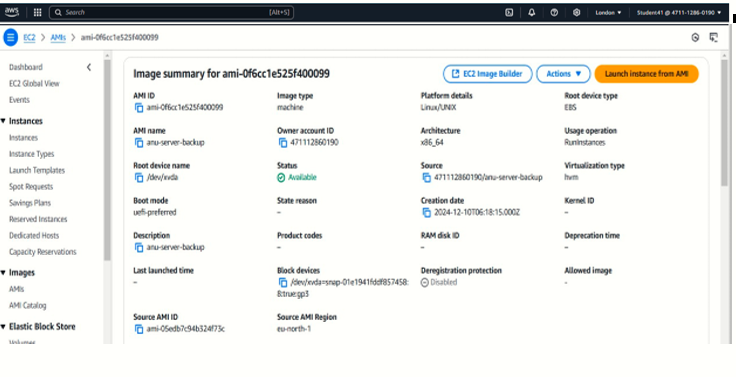 aws
Search [Alt+S] London Student41 @ 4711-1286-0190
EC2 > AMIs > ami-0f6cc1e525f400099
Dashboard
EC2 Global View
Events
Instances
Instances
Instance Types
Launch Templates
Spot Requests
Savings Plans
Reserved Instances
Dedicated Hosts
Capacity Reservations
Images
AMIs
AMI Catalog
Elastic Block Store
Volumes
Image summary for ami-0f6cc1e525f400099
EC2 Image Builder Actions Launch instance from AMI
AMI ID Image type Platform details Root device type
ami-0f6cc1e525f400099 machine Linux/UNIX EBS
AMI name Owner account ID Architecture Usage operation
anu-server-backup 471112860190 x86_64 RunInstances
Root device name Status Source Virtualization type
/dev/xvda Available 471112860190/anu-server-backup hvm
Boot mode State reason Creation date Kernel ID
uefi-preferred – 2024-12-10T06:18:15.000Z –
Description Product codes RAM disk ID Deprecation time
anu-server-backup – – –
Last launched time Block devices Deregistration protection Allowed image
– /dev/xvda=snap-01e1941fddf857458: Disabled -
8:true:gp3
Source AMI ID Source AMI Region
ami-05edb7c94b324f73c eu-north-1